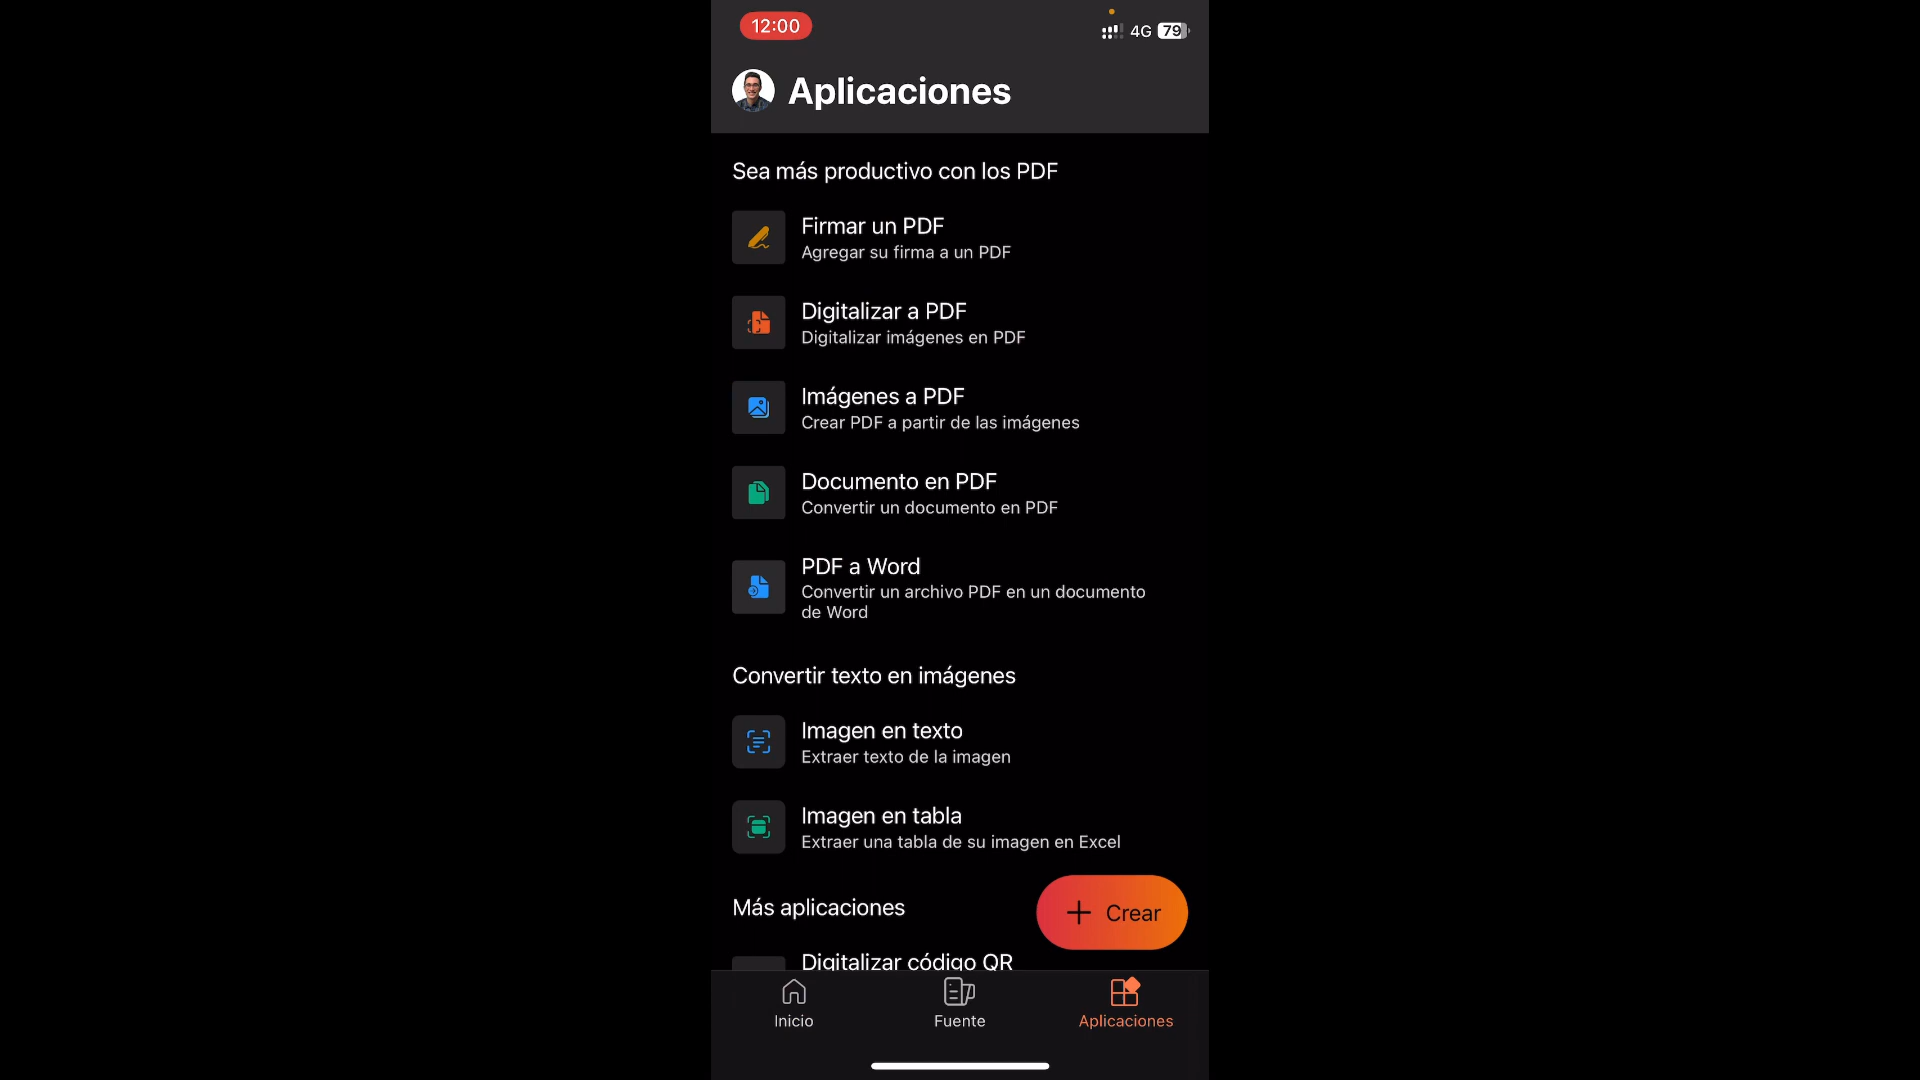 12:00
4G 79
Aplicaciones
Sea más productivo con los PDF
Firmar un PDF
Agregar su firma a un PDF
Digitalizar a PDF
Digitalizar imágenes en PDF
Imágenes a PDF
Crear PDF a partir de las imágenes
Documento en PDF
Convertir un documento en PDF
PDF a Word
Convertir un archivo PDF en un documento
de Word
Convertir texto en imágenes
Imagen en texto
Extraer texto de la imagen
Imagen en tabla
Extraer una tabla de su imagen en Excel
Más aplicaciones
Crear
Digitalizar código QR
Inicio
Fuente
Aplicaciones